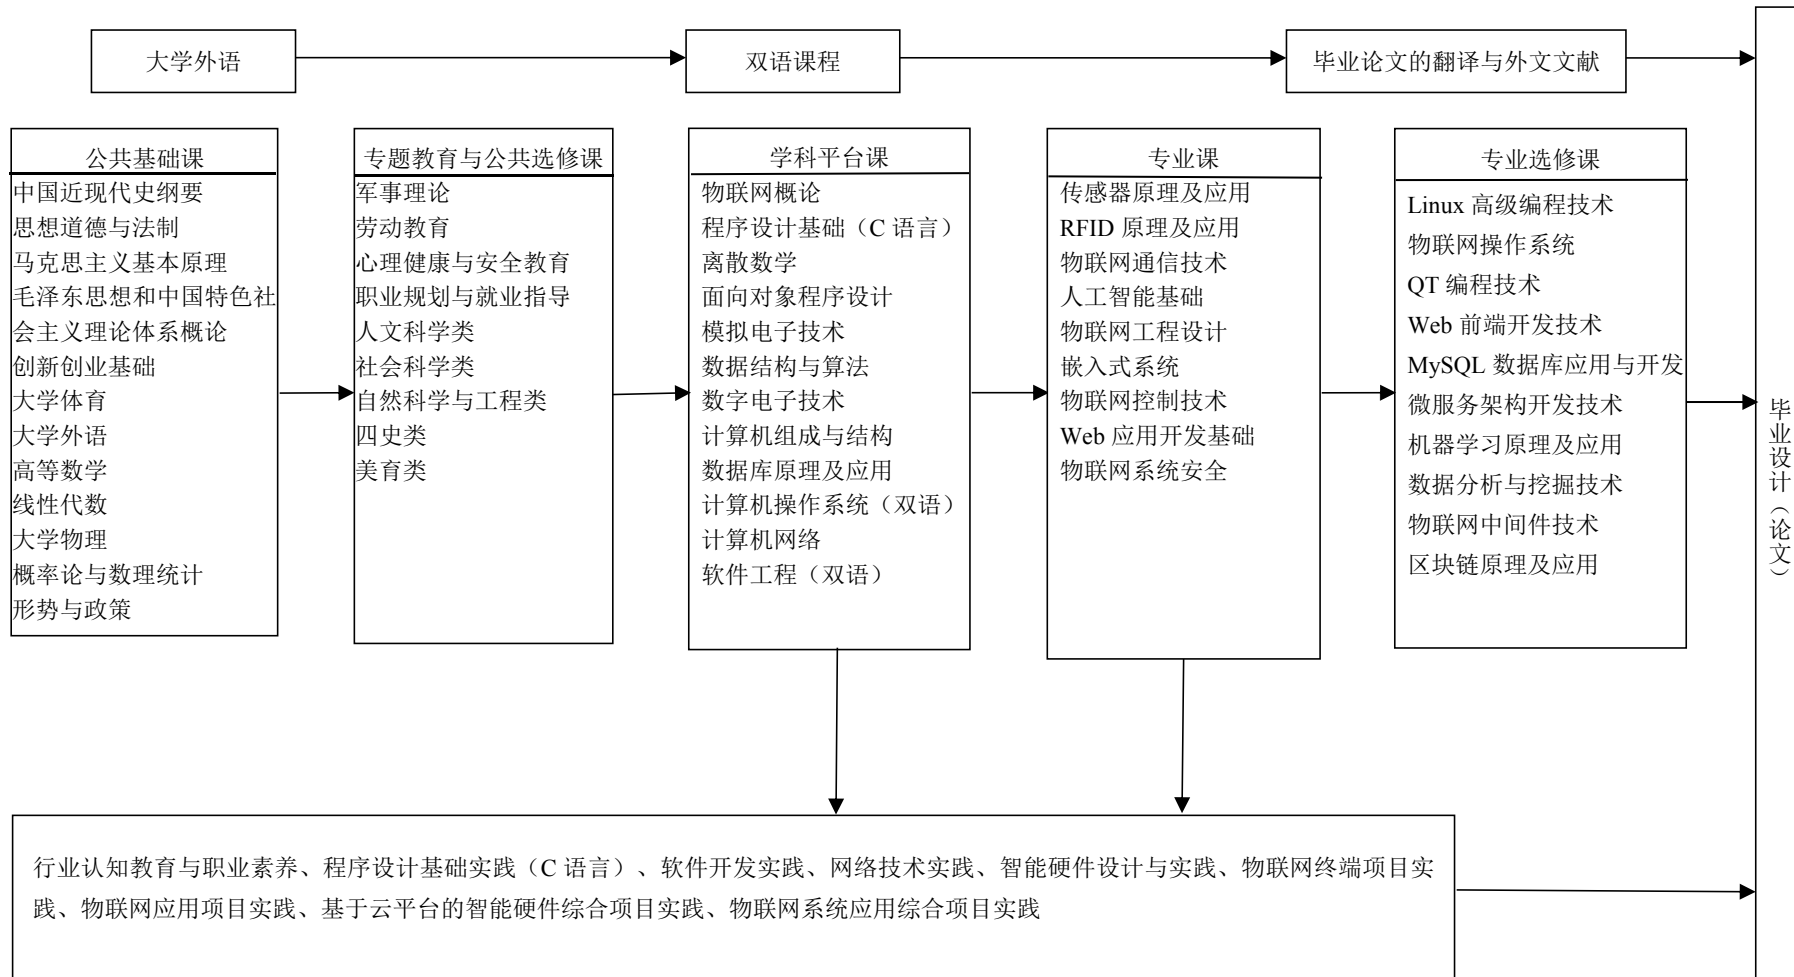 大学外语
双语课程
毕业论文的翻译与外文文献
公共基础课
中国近现代史纲要
思想道德与法制
马克思主义基本原理
毛泽东思想和中国特色社
会主义理论体系概论
创新创业基础
大学体育
大学外语
高等数学
线性代数
大学物理
概率论与数理统计
形势与政策
专题教育与公共选修课
军事理论
劳动教育
心理健康与安全教育
职业规划与就业指导
人文科学类
社会科学类
自然科学与工程类
四史类
美育类
学科平台课
物联网概论
程序设计基础（C 语言）
离散数学
面向对象程序设计
模拟电子技术
数据结构与算法
数字电子技术
计算机组成与结构
数据库原理及应用
计算机操作系统（双语）
计算机网络
软件工程（双语）
专业课
传感器原理及应用
RFID 原理及应用
物联网通信技术
人工智能基础
物联网工程设计
嵌入式系统
物联网控制技术
Web 应用开发基础
物联网系统安全
专业选修课
Linux 高级编程技术
物联网操作系统
QT 编程技术
Web 前端开发技术
MySQL 数据库应用与开发
微服务架构开发技术
机器学习原理及应用
数据分析与挖掘技术
物联网中间件技术
区块链原理及应用
毕业设计（论文）
行业认知教育与职业素养、程序设计基础实践（C 语言）、软件开发实践、网络技术实践、智能硬件设计与实践、物联网终端项目实
践、物联网应用项目实践、基于云平台的智能硬件综合项目实践、物联网系统应用综合项目实践